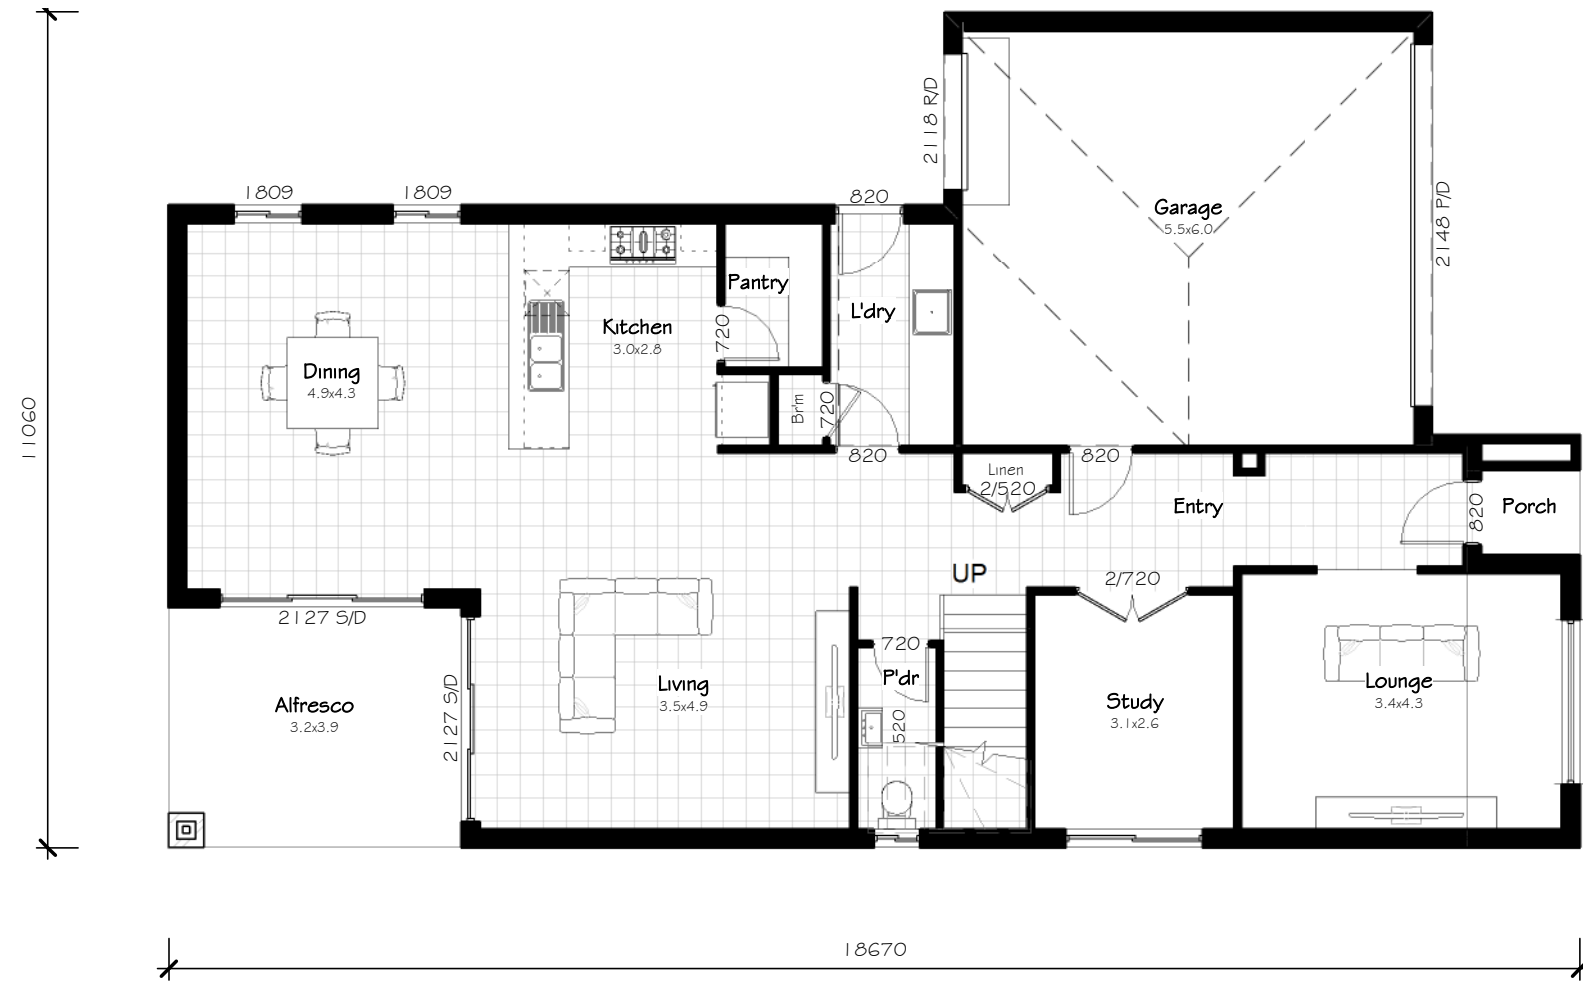 2118 R/D
Garage
5.5x6.0
2148 P/D
1809
1809
820
Pantry
L'dry
Kitchen
3.0x2.8
720
Dining
4.9x4.3
Br'm
720
11060
820
Linen
2/520
820
Entry
820
Porch
UP
2/720
2127 S/D
720
P'dr
Living
3.5x4.9
Lounge
3.4x4.3
Alfresco
3.2x3.9
2127 S/D
520
Study
3.1x2.6
18670